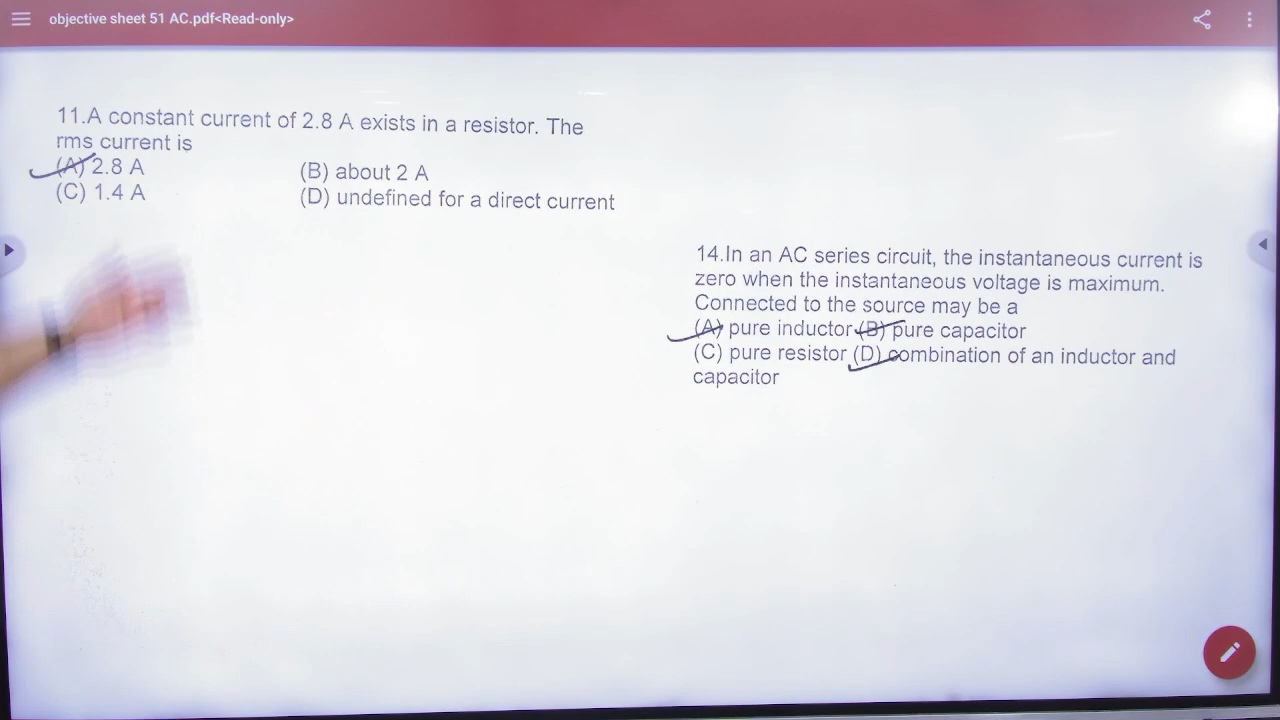 objective sheet 51 AC.pdf<Read-only>
11.A constant current of 2.8 A exists in a resistor. The
rms current is
(A) 2.8 A (B) about 2 A
(C) 1.4 A (D) undefined for a direct current
14.In an AC series circuit, the instantaneous current is
zero when the instantaneous voltage is maximum.
Connected to the source may be a
(A) pure inductor (B) pure capacitor
(C) pure resistor (D) combination of an inductor and
capacitor